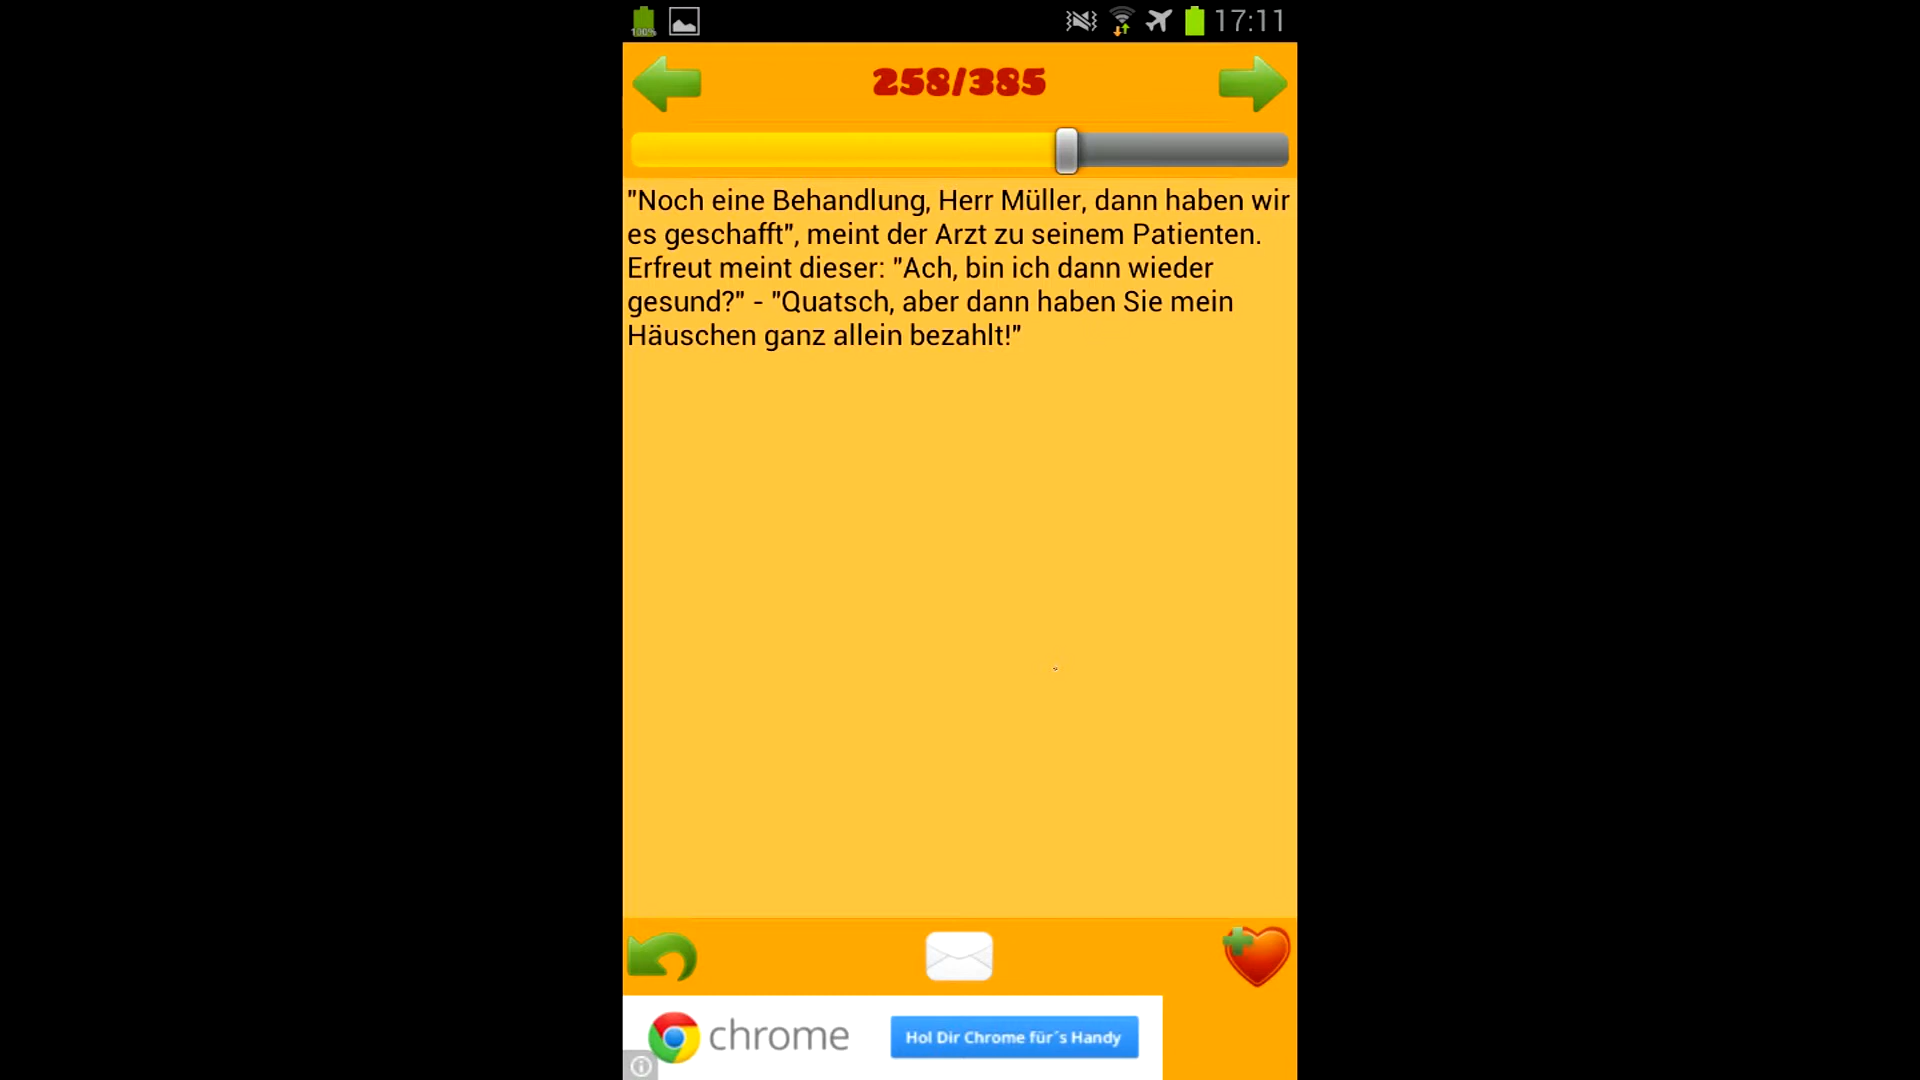 100%
17:11
258/385
"Noch eine Behandlung, Herr Müller, dann haben wir
es geschafft", meint der Arzt zu seinem Patienten.
Erfreut meint dieser: "Ach, bin ich dann wieder
gesund?" - "Quatsch, aber dann haben Sie mein
Häuschen ganz allein bezahlt!"
chrome
Hol Dir Chrome für´s Handy